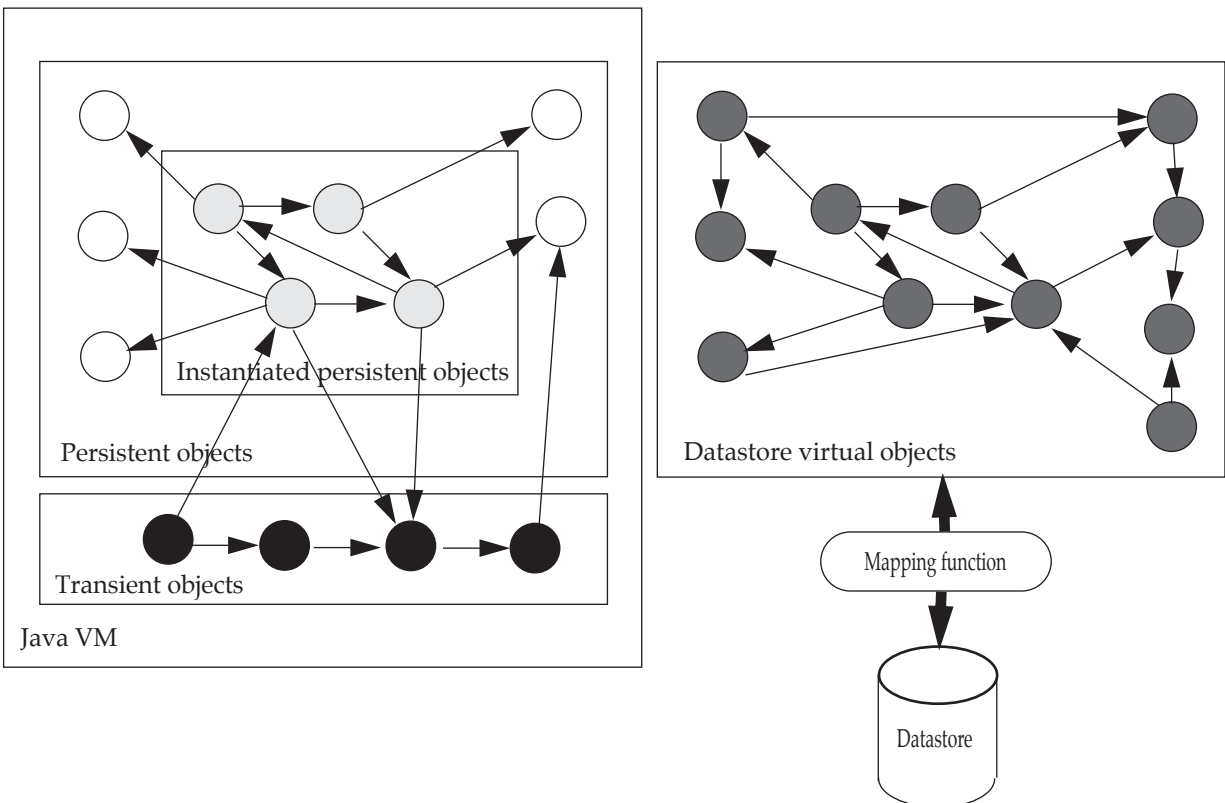 Instantiated persistent objects
Persistent objects
Transient objects
Java VM
Datastore virtual objects
Mapping function
Datastore